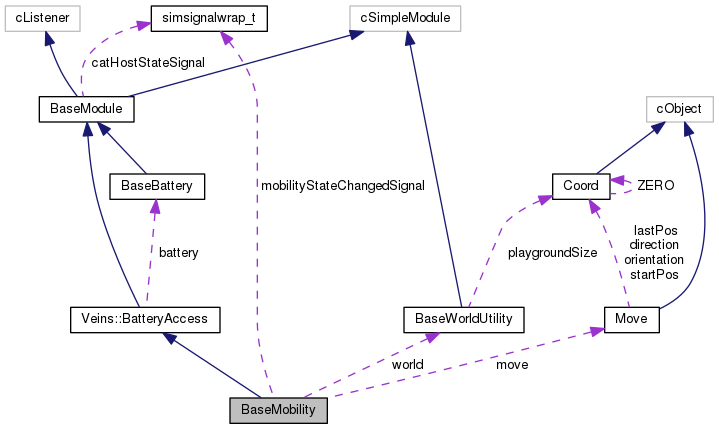 cListener
simsignalwrap_t
cSimpleModule
catHostStateSignal
BaseModule
cObject
BaseBattery
mobilityStateChangedSignal
Coord
ZERO
battery
playgroundSize
lastPos
direction
orientation
startPos
Veins::BatteryAccess
BaseWorldUtility
Move
world
move
BaseMobility